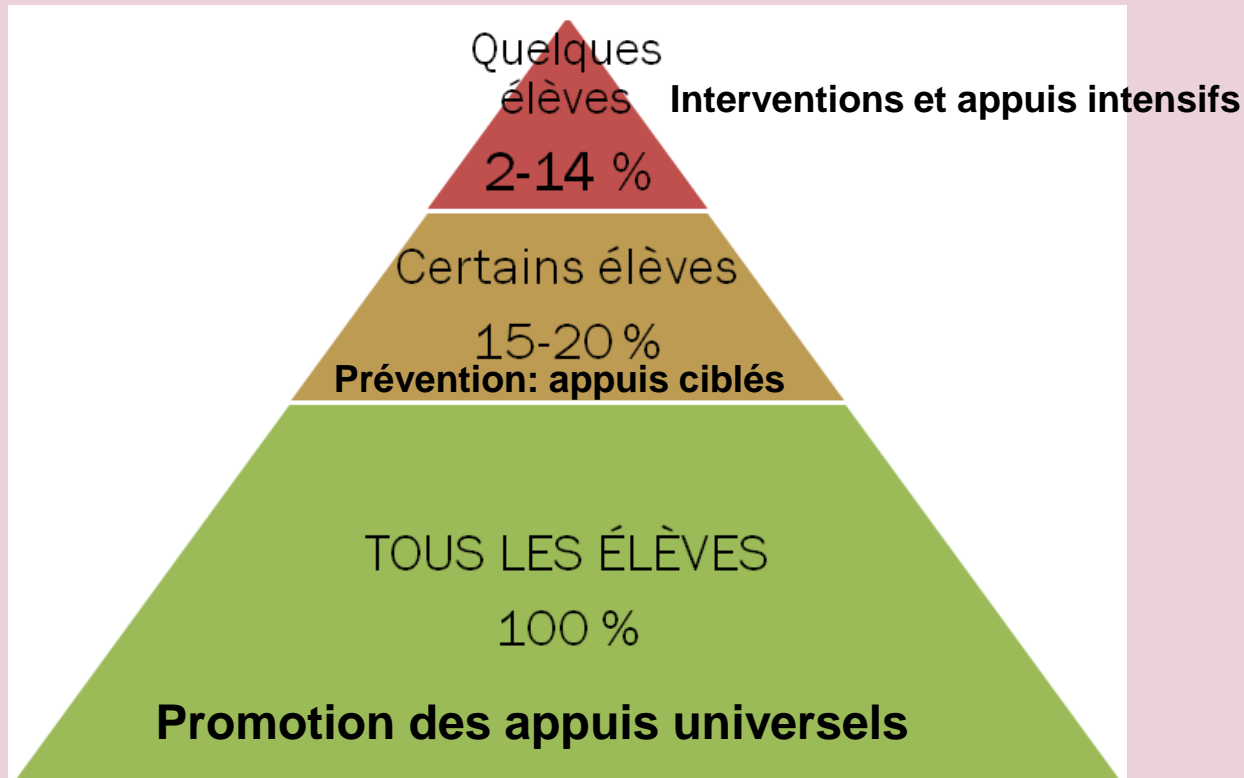 Quelques
élèves
Interventions et appuis intensifs
2-14 %
Certains élèves
15-20 %
Prévention: appuis ciblés
TOUS LES ÉLÈVES
100 %
Promotion des appuis universels